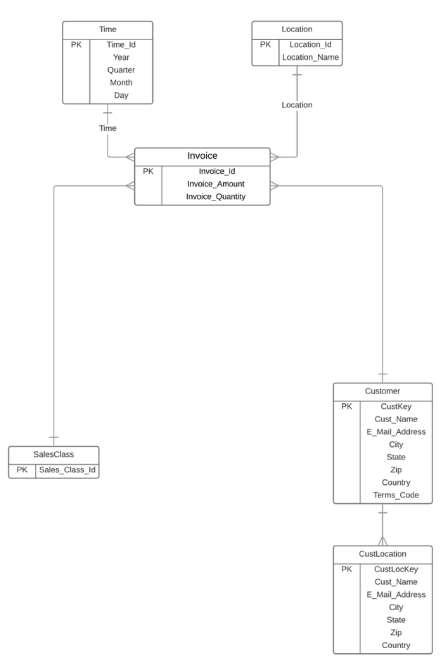 Time
PK Time_Id
Year
Quarter
Month
Day
Location
PK Location_Id
Location_Name
Time
Location
Invoice
PK Invoice_Id
Invoice_Amount
Invoice_Quantity
Customer
PK CustKey
Cust_Name
E_Mail_Address
City
State
Zip
Country
Terms_Code
SalesClass
PK Sales_Class_Id
CustLocation
PK CustLocKey
Cust_Name
E_Mail_Address
City
State
Zip
Country